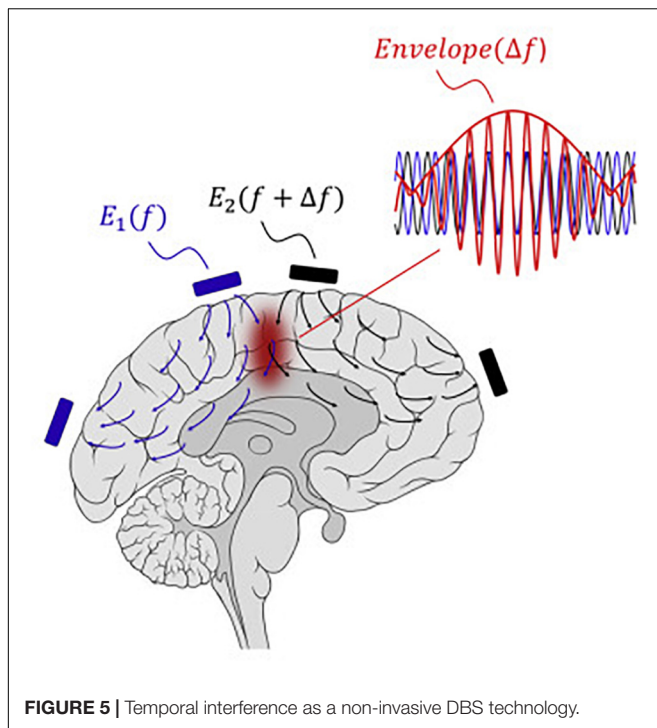 Envelope(Δf)
E₁(f)
E₂(f + Δf)
FIGURE 5 | Temporal interference as a non-invasive DBS technology.